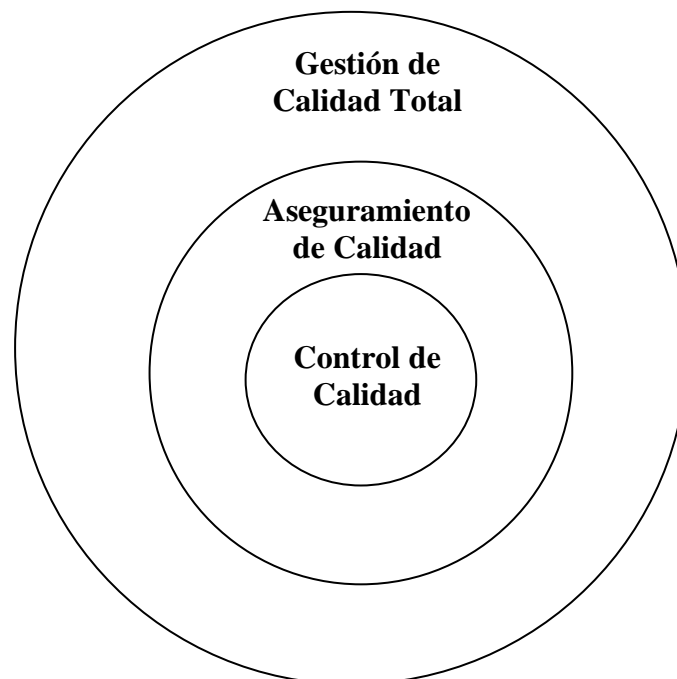 Gestión de
Calidad Total
Aseguramiento
de Calidad
Control de
Calidad